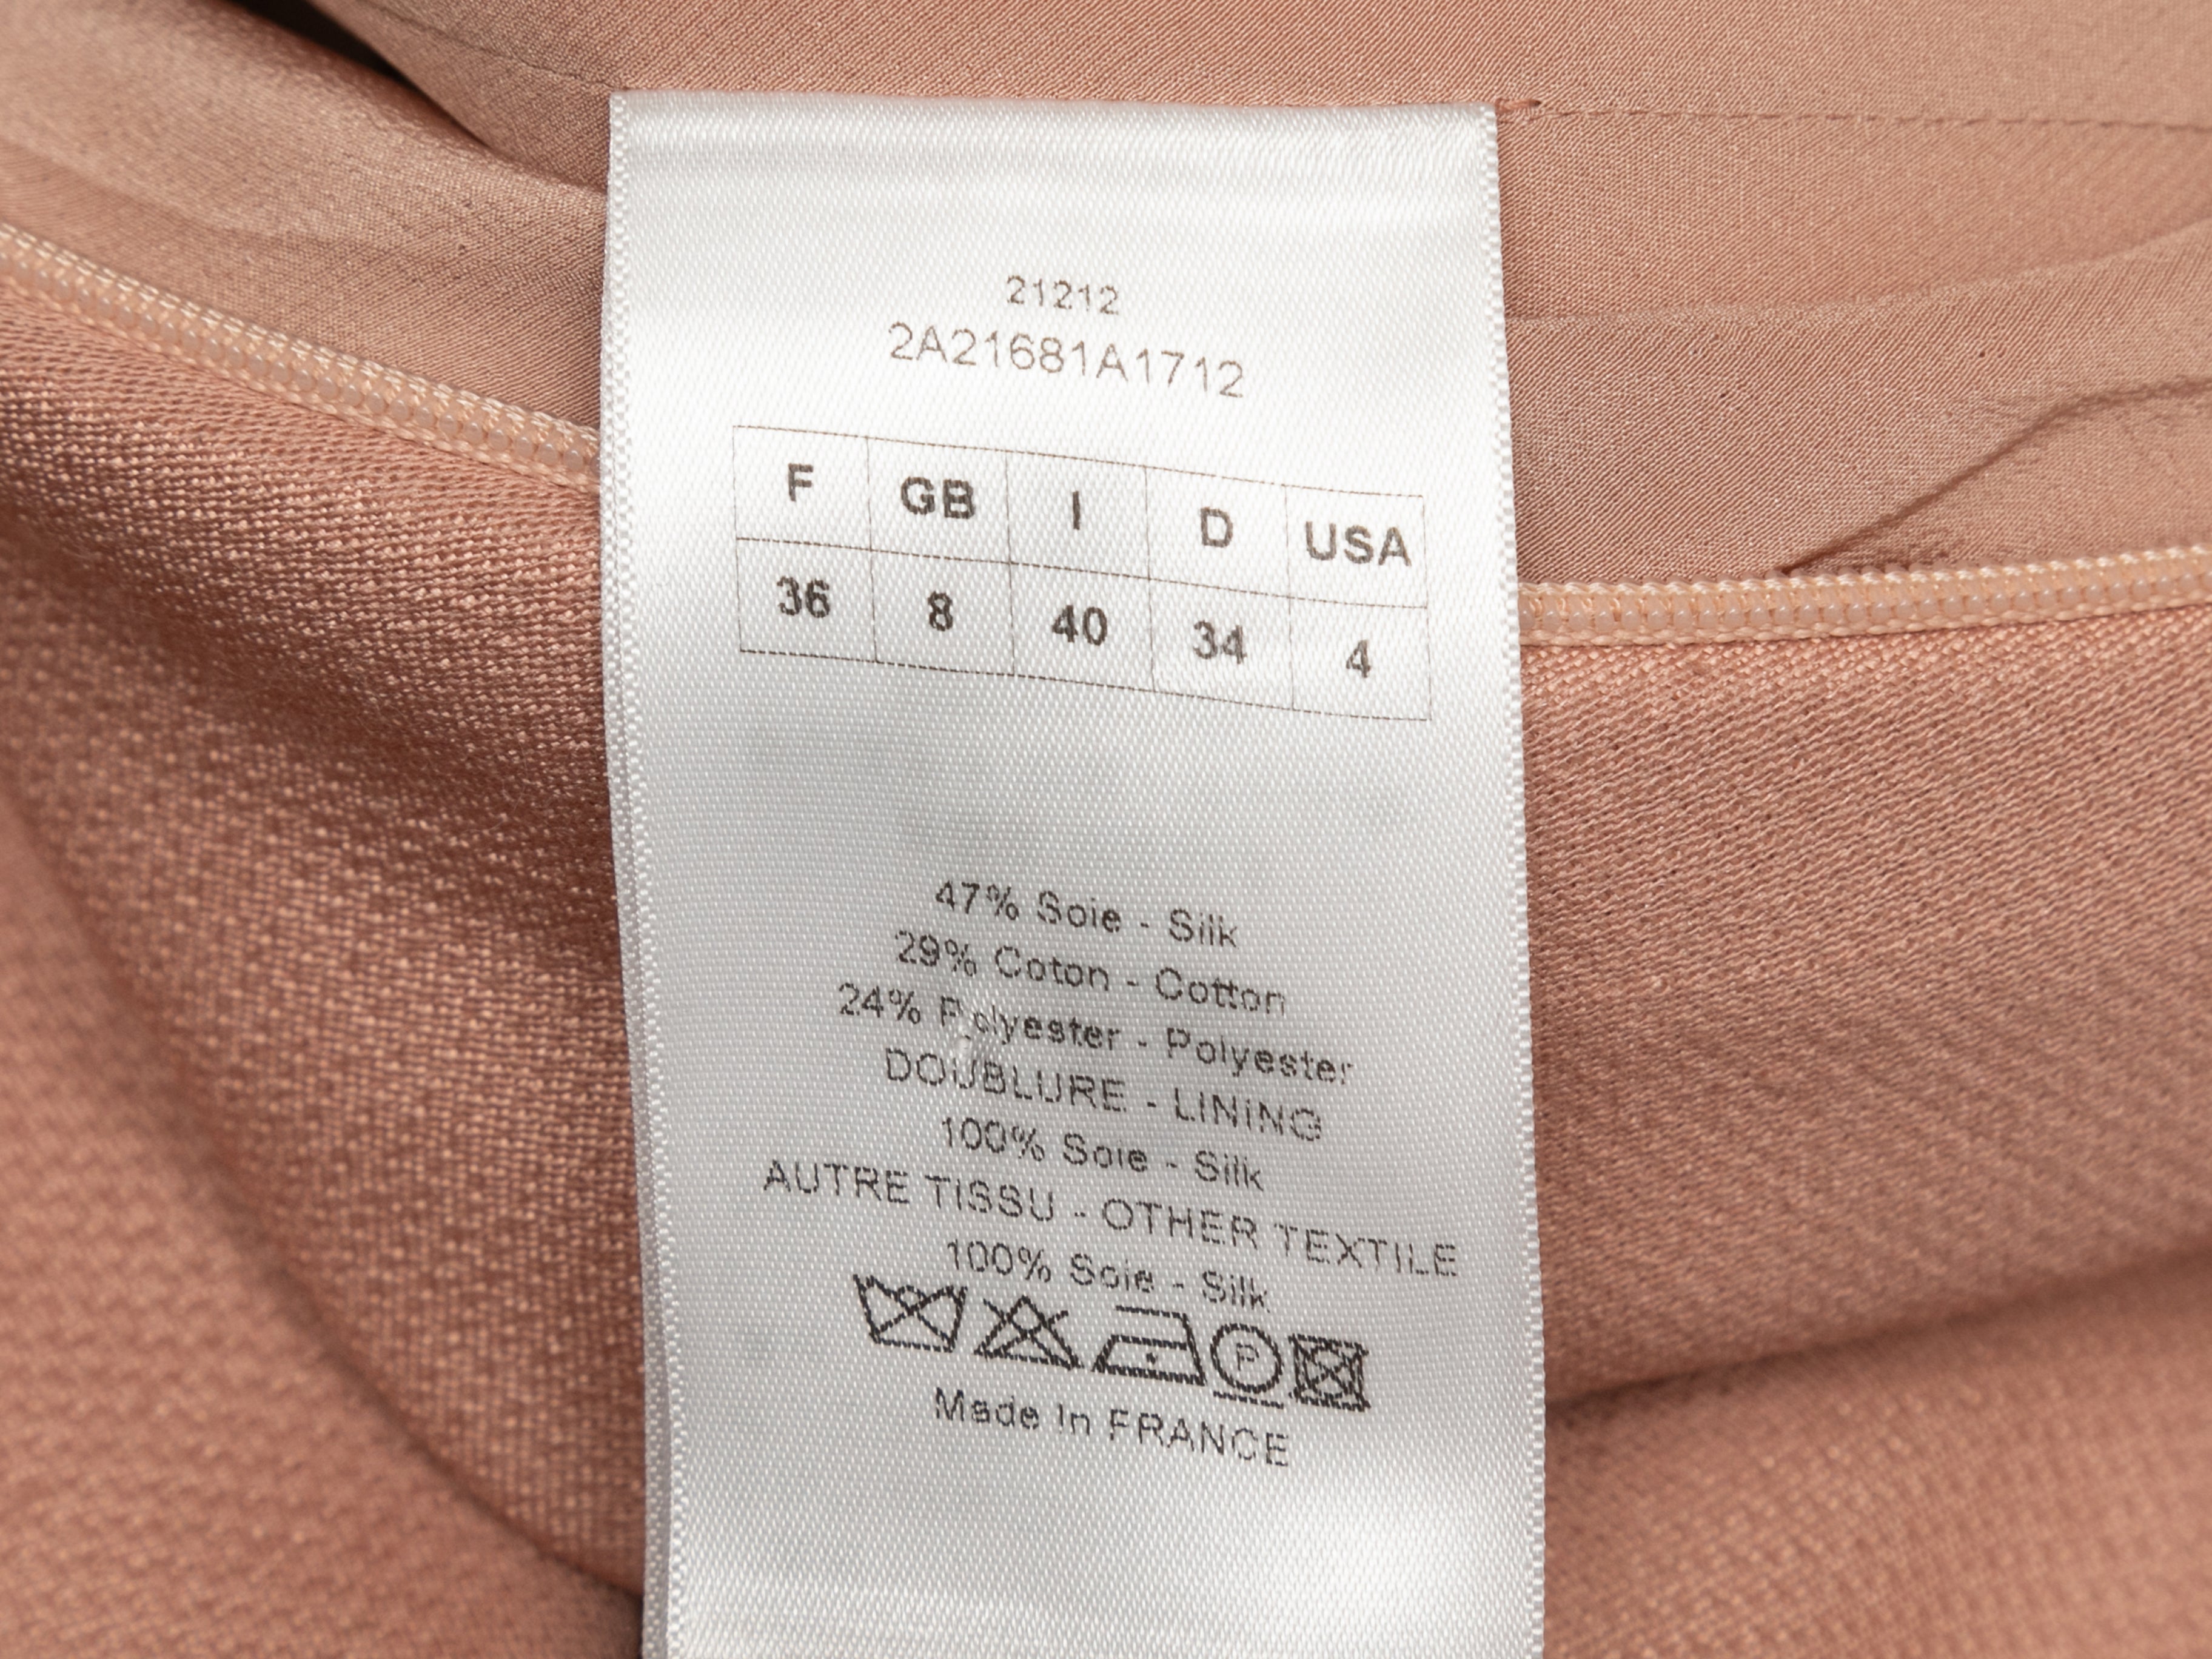 21212
2A21681A1712
F GB I D USA
36 8 40 34 4
47% Soie - Silk
29% Coton - Cotton
24% Polyester - Polyester
DOUBLURE - LINING
100% Soie - Silk
AUTRE TISSU - OTHER TEXTILE
100% Soie - Silk
P
Made In FRANCE